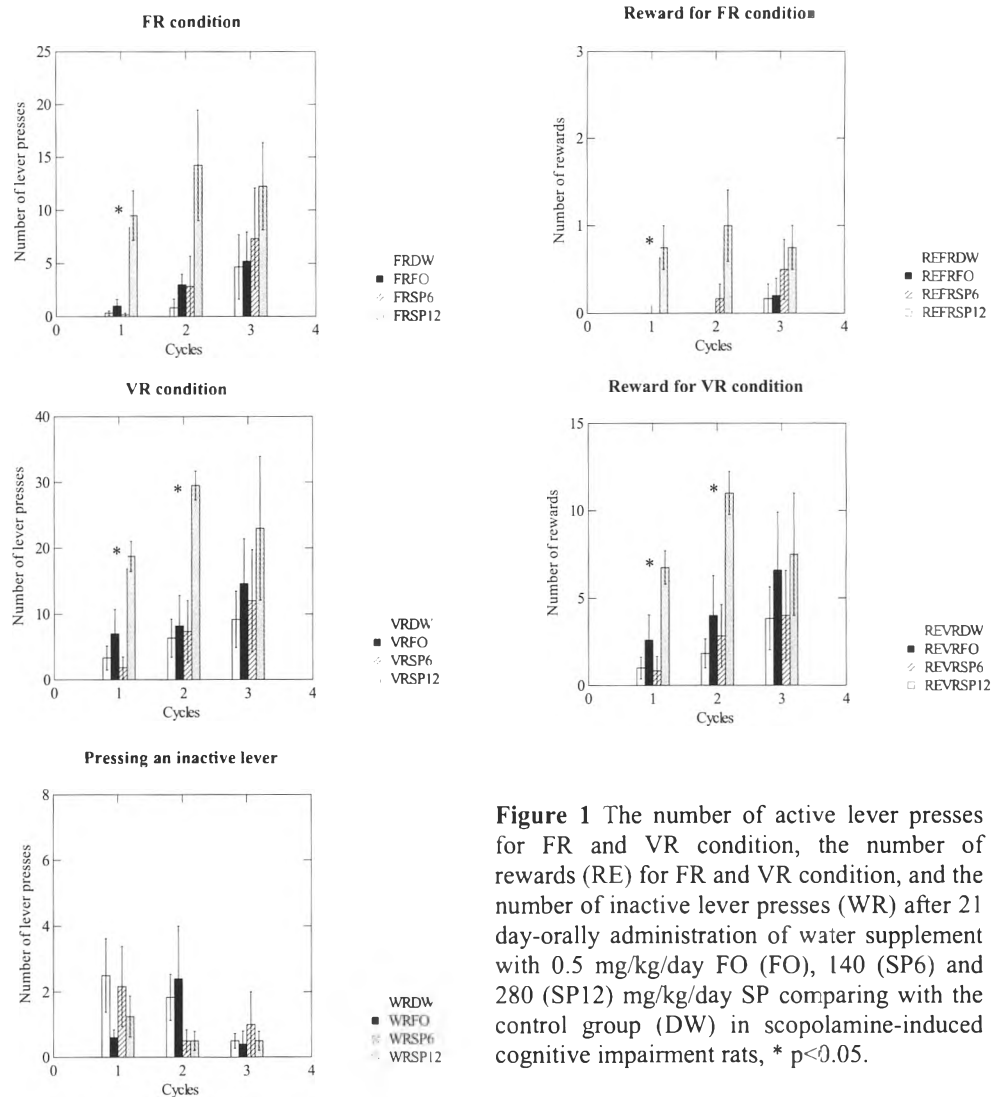 FR condition
25
20
15
10
5
0
Number of lever presses
0 1 2 3 4
Cycles
*
FRDW
FRFO
FRSP6
FRSP12
Reward for FR condition
3
2
1
0
Number of rewards
0 1 2 3 4
Cycles
*
REFRDW
REFRFO
REFRSP6
REFRSP12
VR condition
40
30
20
10
0
Number of lever presses
0 1 2 3 4
Cycles
* *
VRDW
VRFO
VRSP6
VRSP12
Reward for VR condition
15
10
5
0
Number of rewards
0 1 2 3 4
Cycles
* *
REVRDW
REVRFO
REVRSP6
REVRSP12
Pressing an inactive lever
8
6
4
2
0
Number of lever presses
0 1 2 3 4
Cycles
WRDW
WRFO
WRSP6
WRSP12
Figure 1 The number of active lever presses
for FR and VR condition, the number of
rewards (RE) for FR and VR condition, and the
number of inactive lever presses (WR) after 21
day-orally administration of water supplement
with 0.5 mg/kg/day FO (FO), 140 (SP6) and
280 (SP12) mg/kg/day SP comparing with the
control group (DW) in scopolamine-induced
cognitive impairment rats, * p<0.05.